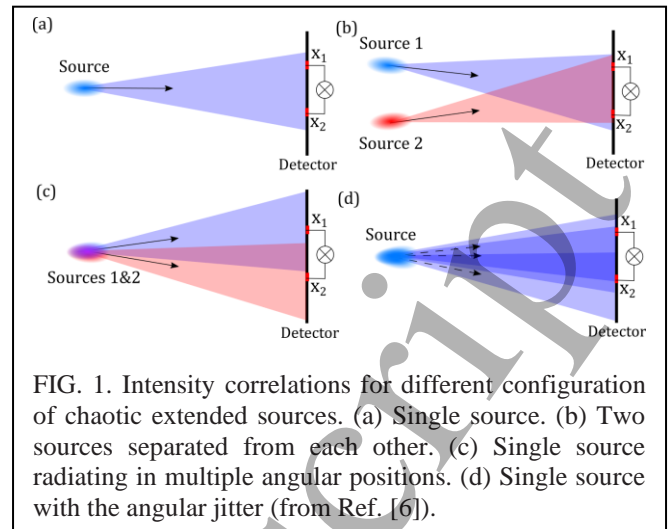 (a)
Source
x1
x2
Detector
(b)
Source 1
Source 2
x1
x2
Detector
(c)
Sources 1&2
x1
x2
Detector
(d)
Source
x1
x2
Detector
FIG. 1. Intensity correlations for different configuration
of chaotic extended sources. (a) Single source. (b) Two
sources separated from each other. (c) Single source
radiating in multiple angular positions. (d) Single source
with the angular jitter (from Ref. [6]).
script